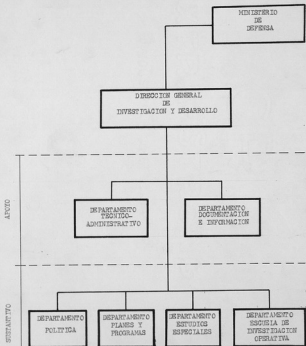 MINISTERIO
DE
DEFENSA
DIRECCION GENERAL
DE
INVESTIGACION Y DESARROLLO
APOYO
DEPARTAMENTO
TECNICO-
ADMINISTRATIVO
DEPARTAMENTO
DOCUMENTACION
E INFORMACION
SUSTANTIVO
DEPARTAMENTO
POLITICA
DEPARTAMENTO
PLANES Y
PROGRAMAS
DEPARTAMENTO
ESTUDIOS
ESPECIALES
DEPARTAMENTO
ESCUELA DE
INVESTIGACION
OPERATIVA